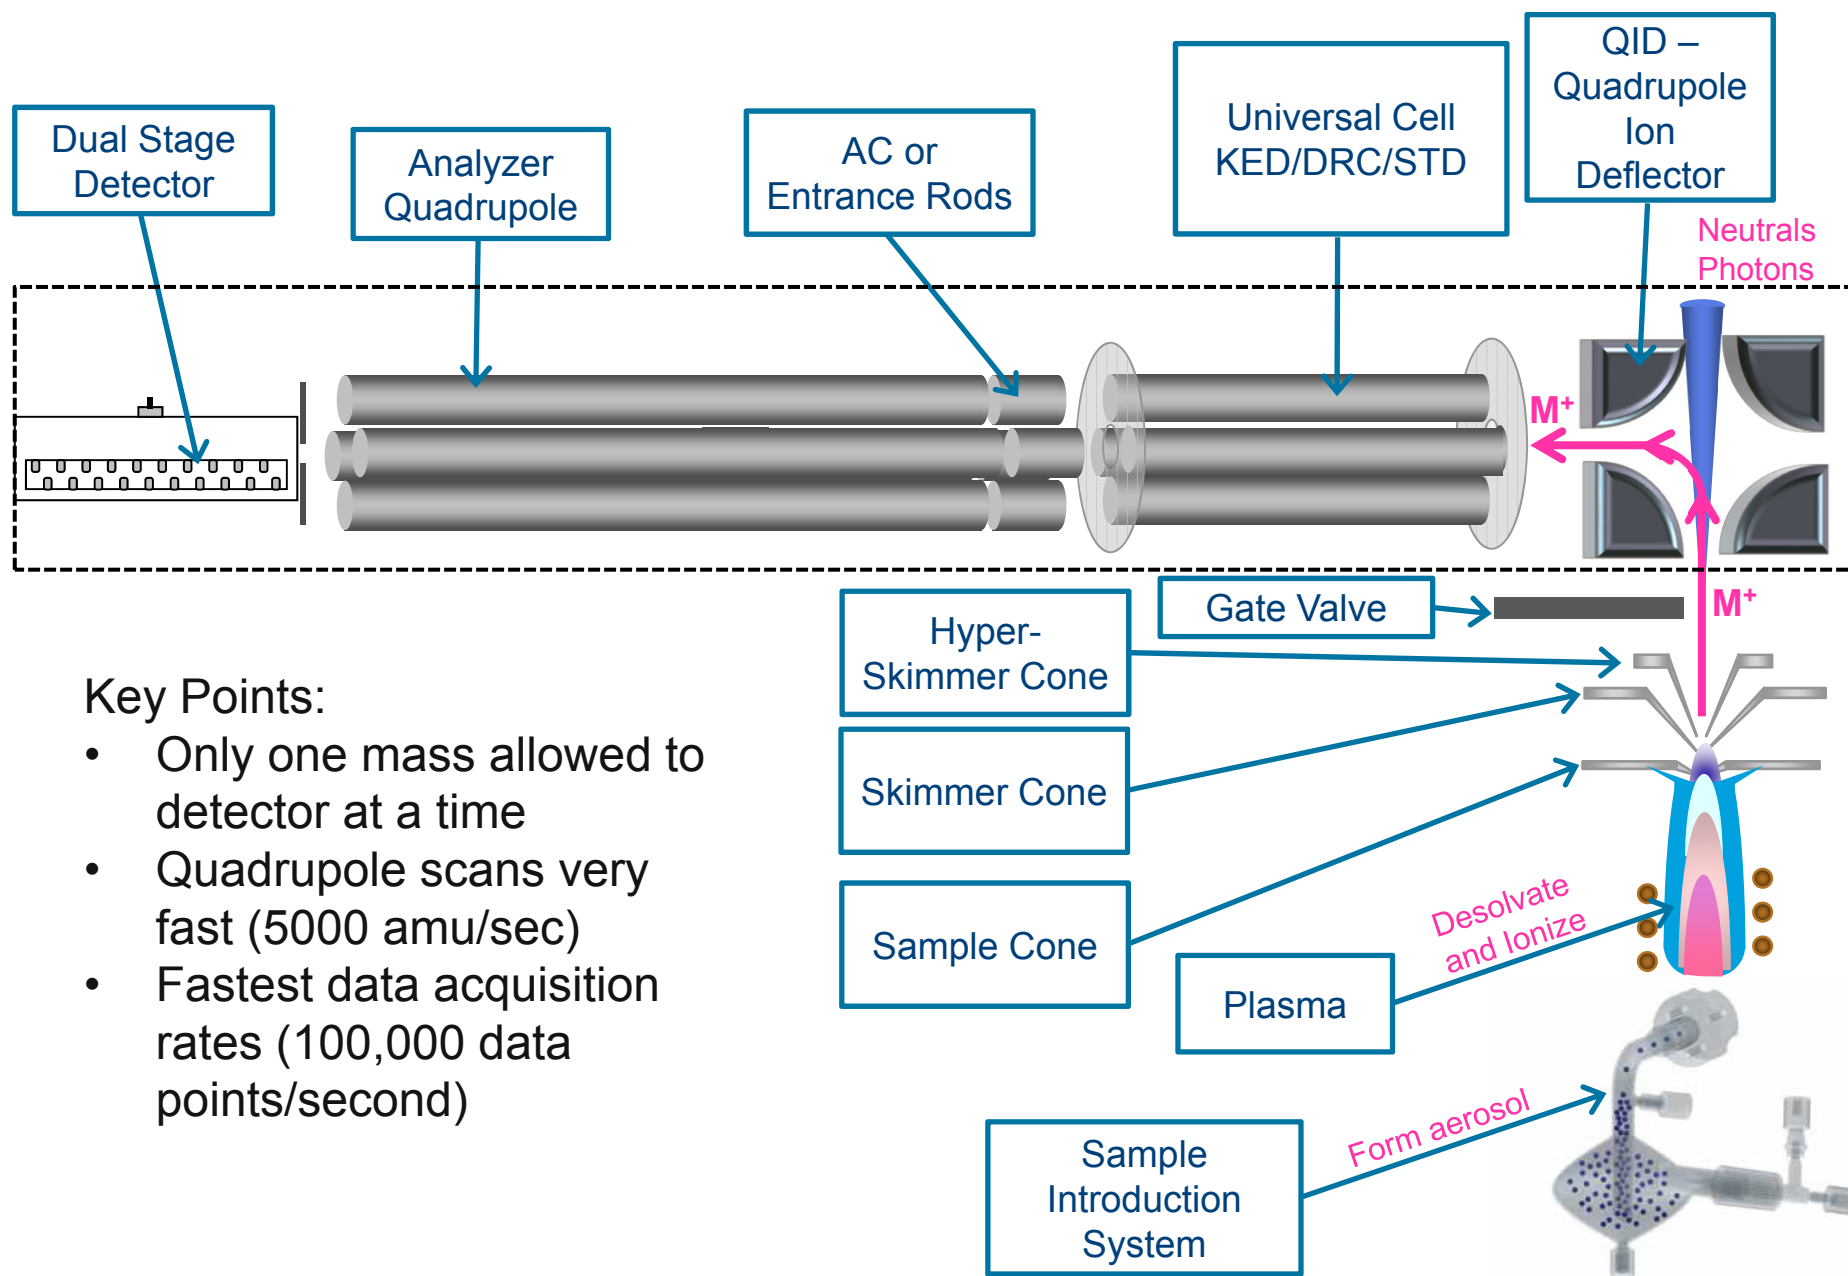 QID –
Quadrupole
Ion
Deflector
Dual Stage
Detector
Analyzer
Quadrupole
AC or
Entrance Rods
Universal Cell
KED/DRC/STD
Neutrals
Photons
M+
M+
Gate Valve
Hyper-
Skimmer Cone
Skimmer Cone
Sample Cone
Desolvate
and Ionize
Plasma
Form aerosol
Sample
Introduction
System
Key Points:
• Only one mass allowed to
detector at a time
• Quadrupole scans very
fast (5000 amu/sec)
• Fastest data acquisition
rates (100,000 data
points/second)